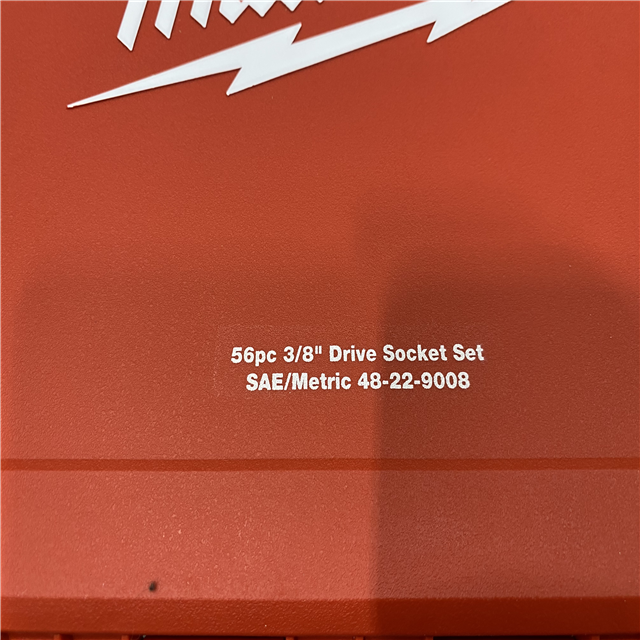 56pc 3/8" Drive Socket Set
SAE/Metric 48-22-9008